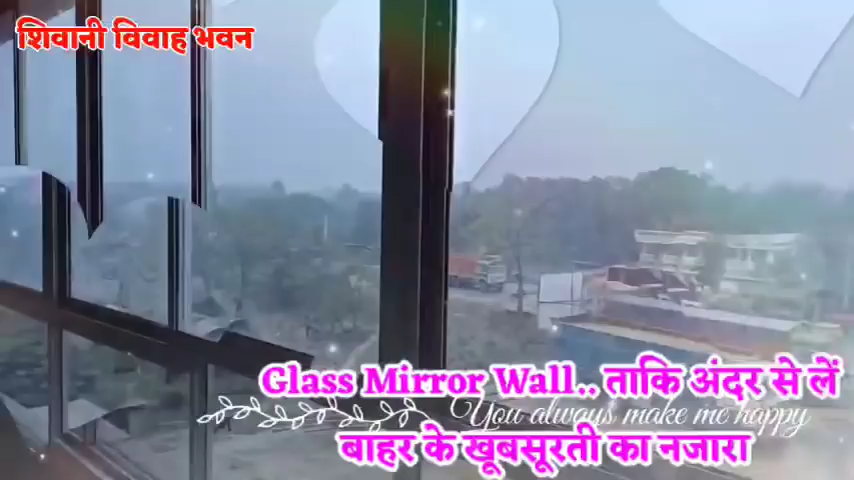 शिवानी विवाह भवन
Glass Mirror Wall.. ताकि अंदर से लें
You always make me happy
बाहर के खूबसूरती का नजारा